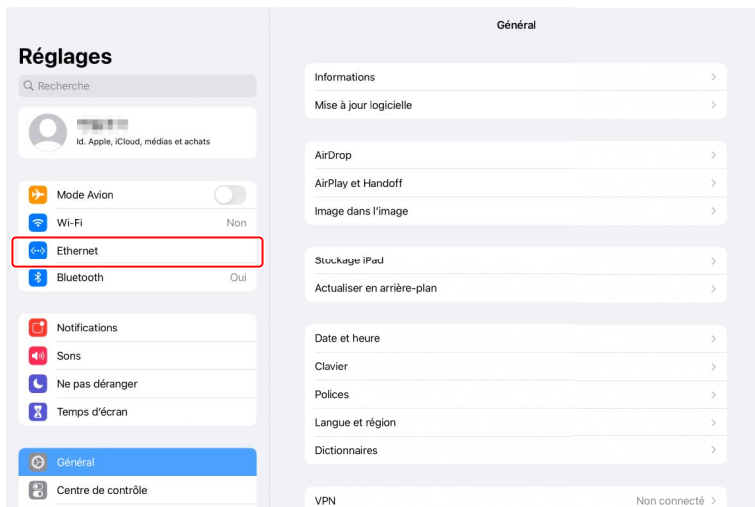 Réglages
Recherche
Id. Apple, iCloud, médias et achats
Mode Avion
Wi-Fi Non
Ethernet
Bluetooth Oui
Notifications
Sons
Ne pas déranger
Temps d'écran
Général
Centre de contrôle
Général
Informations
Mise à jour logicielle
AirDrop
AirPlay et Handoff
Image dans l'image
Stockage iPad
Actualiser en arrière-plan
Date et heure
Clavier
Polices
Langue et région
Dictionnaires
VPN Non connecté